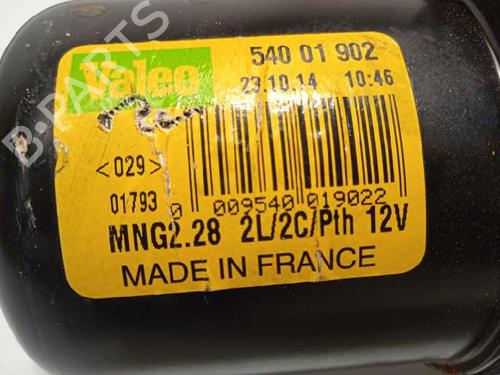 B-PARTS
Valeo
54 01 902
23.10.14 10:46
<029>
01793
0 009540 019022
MNG2.28 2L/2C/Pth 12V
MADE IN FRANCE